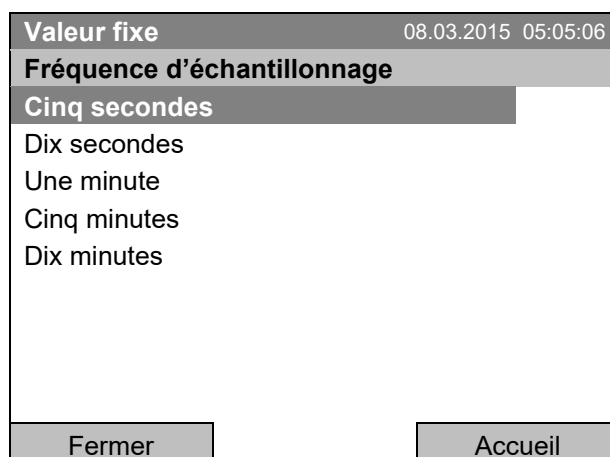 Valeur fixe 08.03.2015 05:05:06
Fréquence d’échantillonnage
Cinq secondes
Dix secondes
Une minute
Cinq minutes
Dix minutes
Fermer Accueil